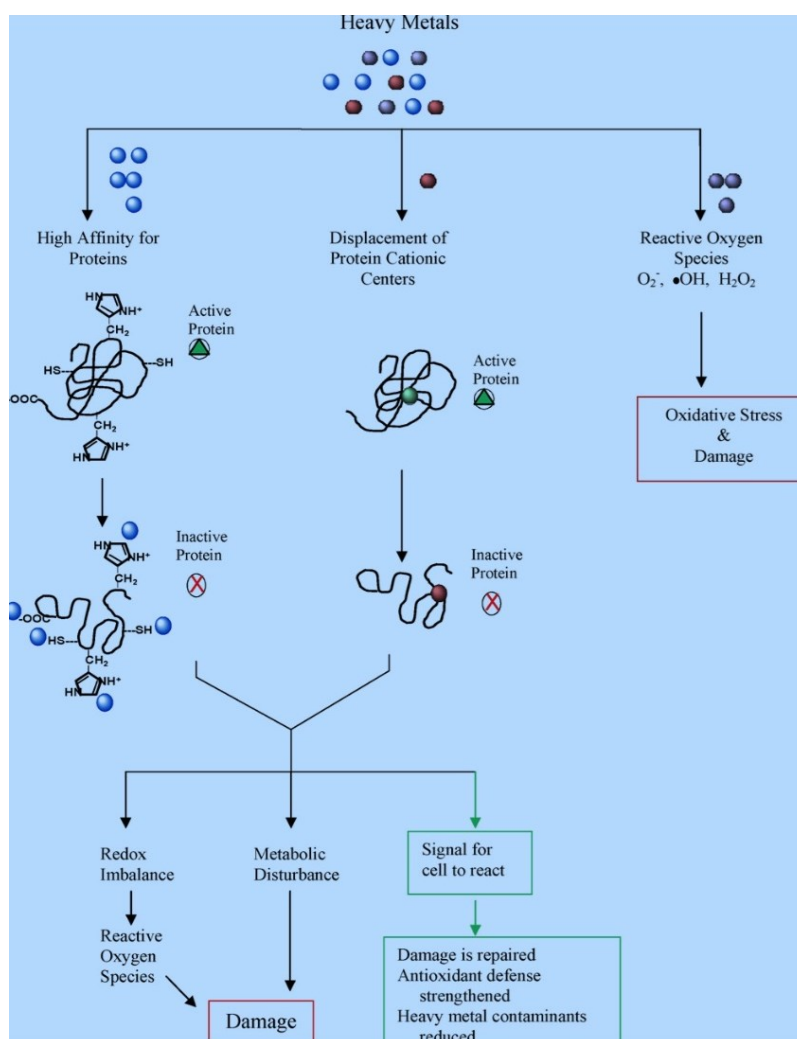 Heavy Metals
High Affinity for
Proteins
Displacement of
Protein Cationic
Centers
Reactive Oxygen
Species
O₂⁻, •OH, H₂O₂
HN
NH⁺
CH₂
Active
Protein
HS
SH
-OOC
CH₂
HN
NH⁺
Active
Protein
Oxidative Stress
&
Damage
HN
NH⁺
CH₂
Inactive
Protein
Inactive
Protein
-OOC
HS
SH
CH₂
HN
NH⁺
Redox
Imbalance
Metabolic
Disturbance
Signal for
cell to react
Reactive
Oxygen
Species
Damage
Damage is repaired
Antioxidant defense
strengthened
Heavy metal contaminants
reduced